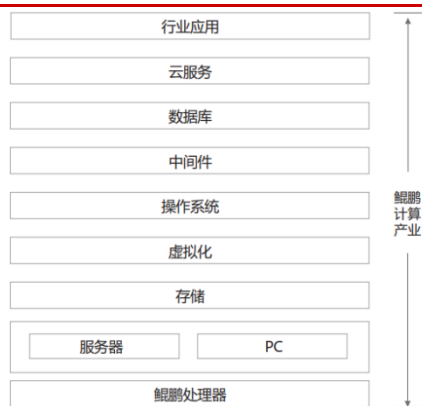 行业应用
云服务
数据库
中间件
操作系统
虚拟化
存储
服务器
PC
鲲鹏处理器
鲲鹏
计算
产业